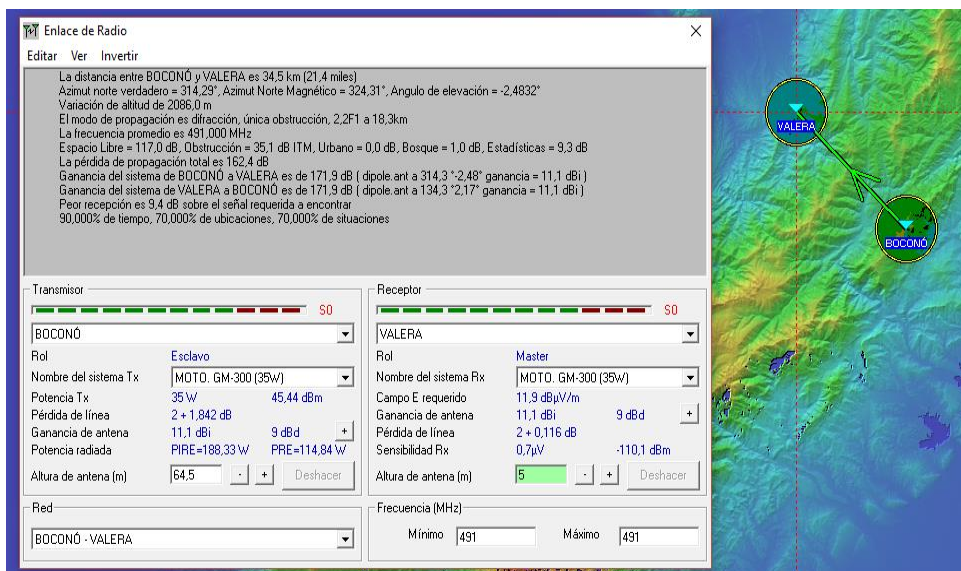 Enlace de Radio
Editar Ver Invertir
La distancia entre BOCONÓ y VALERA es 34,5 km (21,4 miles)
Azimut norte verdadero = 314,29°, Azimut Norte Magnético = 324,31°, Angulo de elevación = -2,4832°
Variación de altitud de 2086,0 m
El modo de propagación es difracción, única obstrucción, 2,2F1 a 18,3km
La frecuencia promedio es 491,000 MHz
Espacio Libre = 117,0 dB, Obstrucción = 35,1 dB ITM, Urbano = 0,0 dB, Bosque = 1,0 dB, Estadísticas = 9,3 dB
La pérdida de propagación total es 162,4 dB
Ganancia del sistema de BOCONÓ a VALERA es de 171,9 dB ( dipole.ant a 314,3 °-2,48° ganancia = 11,1 dBi )
Ganancia del sistema de VALERA a BOCONÓ es de 171,9 dB ( dipole.ant a 134,3 °2,17° ganancia = 11,1 dBi )
Peor recepción es 9,4 dB sobre el señal requerida a encontrar
90,000% de tiempo, 70,000% de ubicaciones, 70,000% de situaciones
Transmisor
S0
BOCONÓ
Rol Esclavo
Nombre del sistema Tx MOTO. GM-300 (35W)
Potencia Tx 35 W 45,44 dBm
Pérdida de línea 2 + 1,842 dB
Ganancia de antena 11,1 dBi 9 dBd +
Potencia radiada PIRE=188,33 W PRE=114,84 W
Altura de antena (m) 64,5 - + Deshacer
Receptor
S0
VALERA
Rol Master
Nombre del sistema Rx MOTO. GM-300 (35W)
Campo E requerido 11,9 dBµV/m
Ganancia de antena 11,1 dBi 9 dBd +
Pérdida de línea 2 + 0,116 dB
Sensibilidad Rx 0,7µV -110,1 dBm
Altura de antena (m) 5 - + Deshacer
Red
BOCONÓ - VALERA
Frecuencia (MHz)
Mínimo 491 Máximo 491
VALERA
BOCONÓ